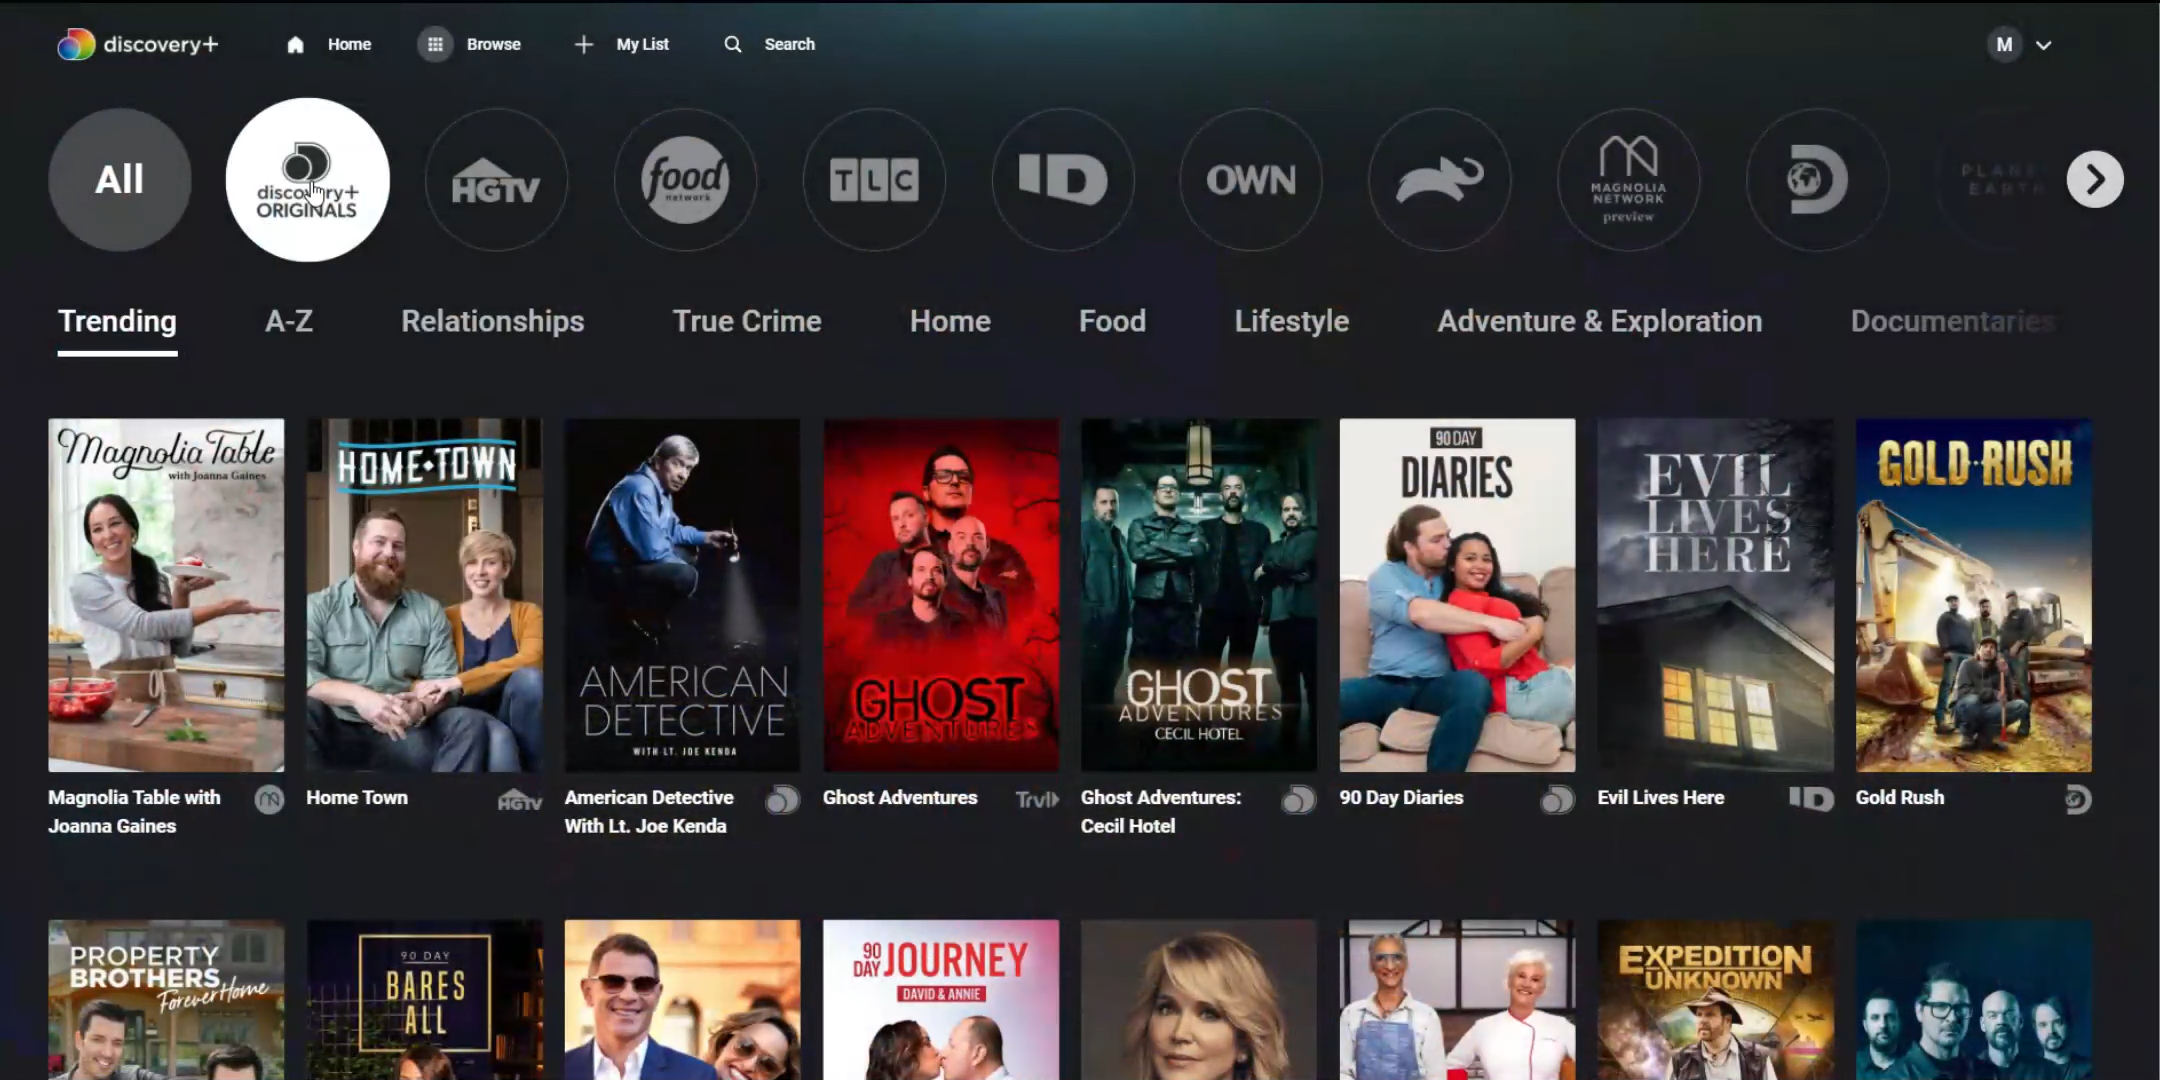 discovery+
Home
Browse
My List
Search
M
All
discovery+
ORIGINALS
HGTV
food
network
TLC
ID
OWN
MAGNOLIA
NETWORK
preview
D
PLANET
EARTH
Trending
A-Z
Relationships
True Crime
Home
Food
Lifestyle
Adventure & Exploration
Documentaries
Magnolia Table
with Joanna Gaines
HOME•TOWN
AMERICAN
DETECTIVE
WITH LT. JOE KENDA
GHOST
ADVENTURES
GHOST
ADVENTURES
CECIL HOTEL
90 DAY
DIARIES
EVIL
LIVES
HERE
GOLD•RUSH
Magnolia Table with
Joanna Gaines
Home Town
HGTV
American Detective
With Lt. Joe Kenda
Ghost Adventures
Trvl
Ghost Adventures:
Cecil Hotel
90 Day Diaries
Evil Lives Here
ID
Gold Rush
D
PROPERTY
BROTHERS
Forever Home
90 DAY
BARES
ALL
90
DAY JOURNEY
DAVID & ANNIE
EXPEDITION
UNKNOWN